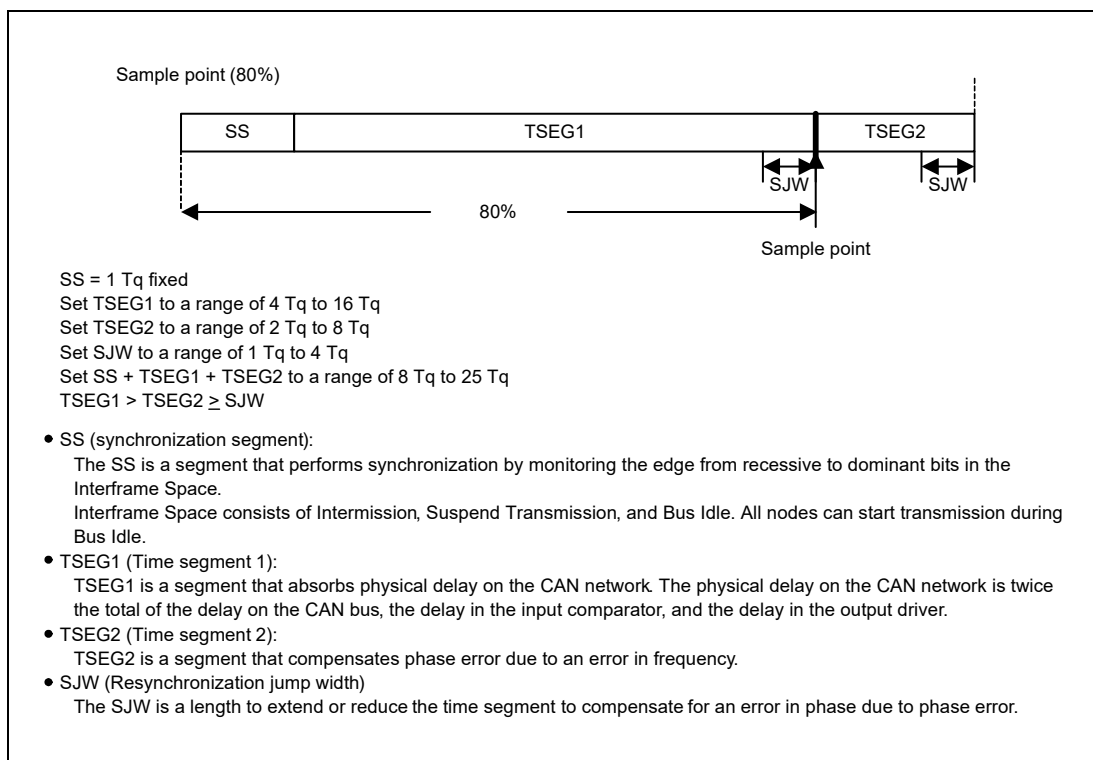 Sample point (80%)
SS TSEG1 TSEG2
SJW SJW
80%
Sample point
SS = 1 Tq fixed
Set TSEG1 to a range of 4 Tq to 16 Tq
Set TSEG2 to a range of 2 Tq to 8 Tq
Set SJW to a range of 1 Tq to 4 Tq
Set SS + TSEG1 + TSEG2 to a range of 8 Tq to 25 Tq
TSEG1 > TSEG2 ≥ SJW
• SS (synchronization segment):
The SS is a segment that performs synchronization by monitoring the edge from recessive to dominant bits in the
Interframe Space.
Interframe Space consists of Intermission, Suspend Transmission, and Bus Idle. All nodes can start transmission during
Bus Idle.
• TSEG1 (Time segment 1):
TSEG1 is a segment that absorbs physical delay on the CAN network. The physical delay on the CAN network is twice
the total of the delay on the CAN bus, the delay in the input comparator, and the delay in the output driver.
• TSEG2 (Time segment 2):
TSEG2 is a segment that compensates phase error due to an error in frequency.
• SJW (Resynchronization jump width)
The SJW is a length to extend or reduce the time segment to compensate for an error in phase due to phase error.